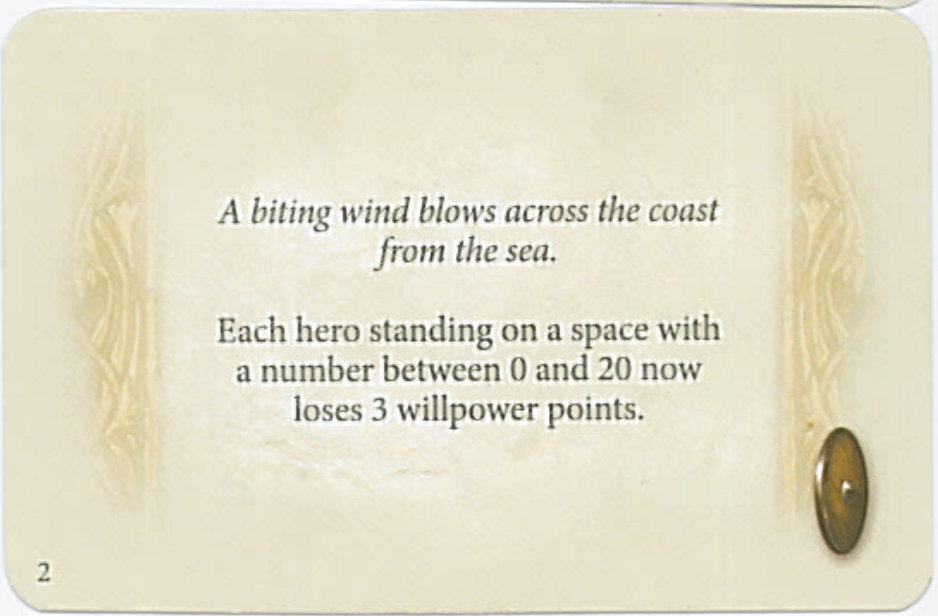 A biting wind blows across the coast
from the sea.
Each hero standing on a space with
a number between 0 and 20 now
loses 3 willpower points.
2